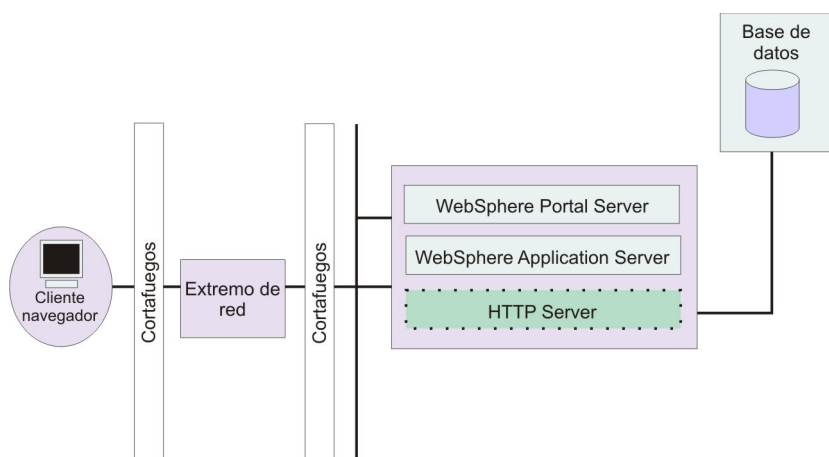 Base de
datos
WebSphere Portal Server
WebSphere Application Server
HTTP Server
Cliente
navegador
Cortafuegos
Extremo de
red
Cortafuegos